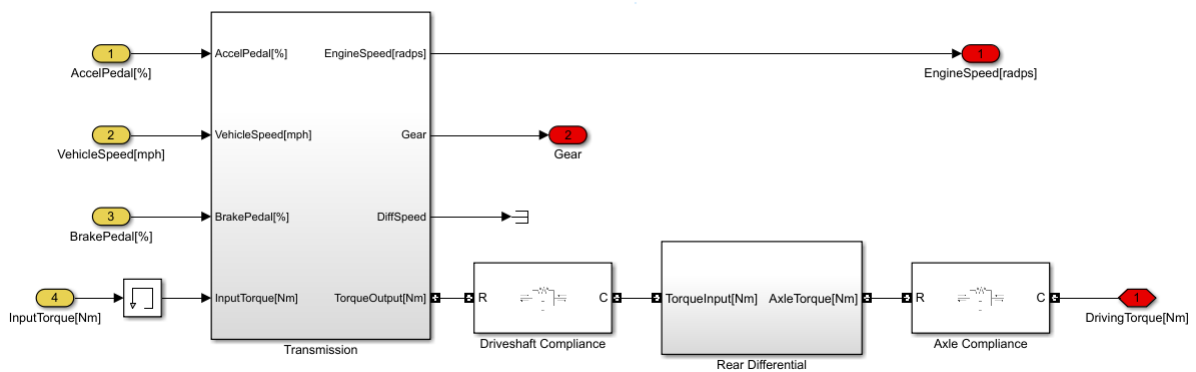 1
AccelPedal[%]
AccelPedal[%]
EngineSpeed[radps]
1
EngineSpeed[radps]
2
VehicleSpeed[mph]
VehicleSpeed[mph]
Gear
2
Gear
3
BrakePedal[%]
BrakePedal[%]
DiffSpeed
4
InputTorque[Nm]
InputTorque[Nm]
TorqueOutput[Nm]
Transmission
R
C
Driveshaft Compliance
TorqueInput[Nm]
AxleTorque[Nm]
Rear Differential
R
C
Axle Compliance
1
DrivingTorque[Nm]